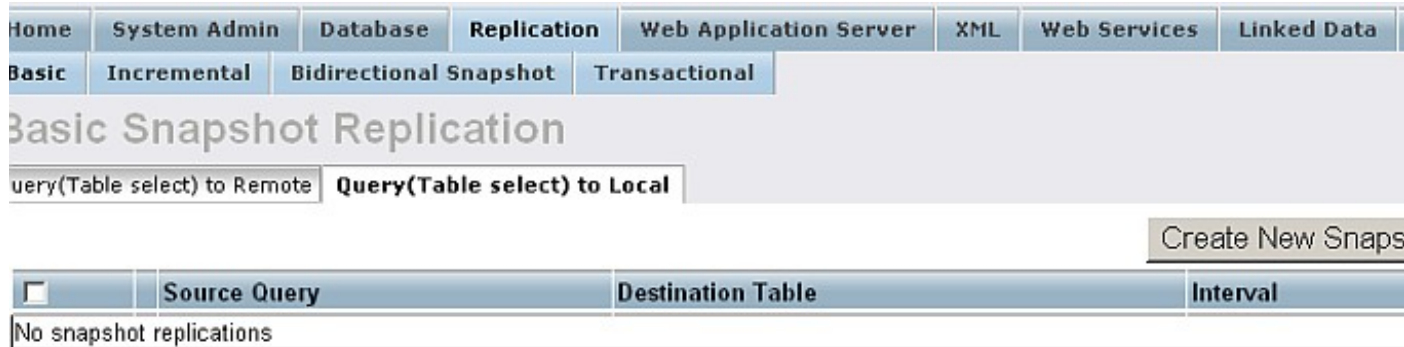 Home System Admin Database Replication Web Application Server XML Web Services Linked Data
Basic Incremental Bidirectional Snapshot Transactional
Basic Snapshot Replication
uery(Table select) to Remote Query(Table select) to Local
Create New Snaps
Source Query Destination Table Interval
No snapshot replications